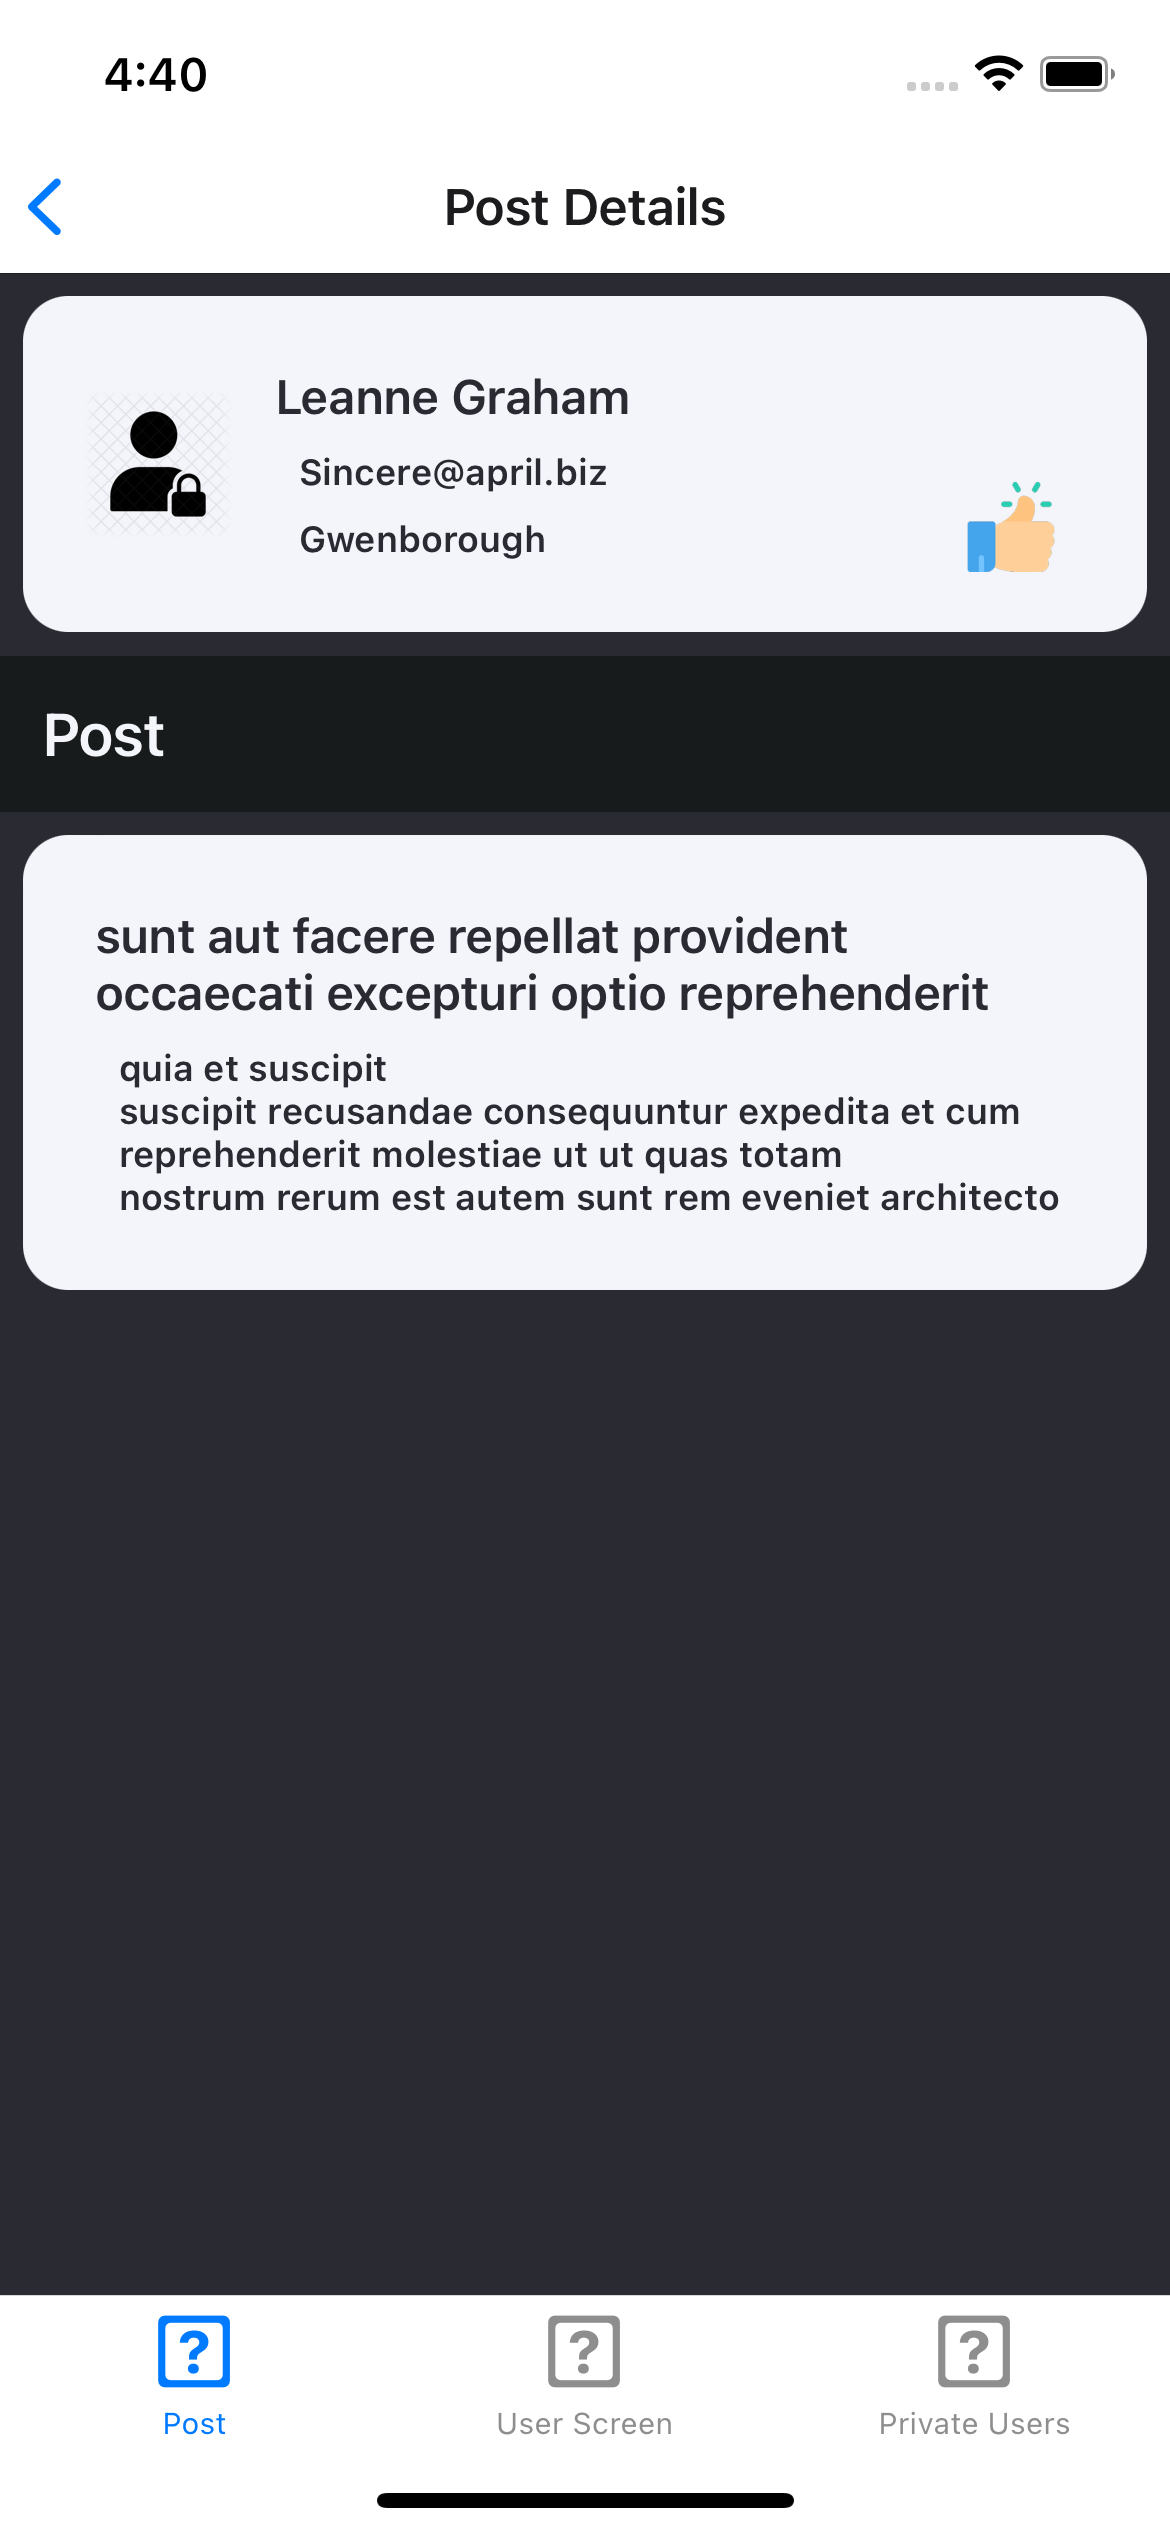 4:40
Post Details
Leanne Graham
Sincere@april.biz
Gwenborough
Post
sunt aut facere repellat provident
occaecati excepturi optio reprehenderit
quia et suscipit
suscipit recusandae consequuntur expedita et cum
reprehenderit molestiae ut ut quas totam
nostrum rerum est autem sunt rem eveniet architecto
? ? ?
Post User Screen Private Users